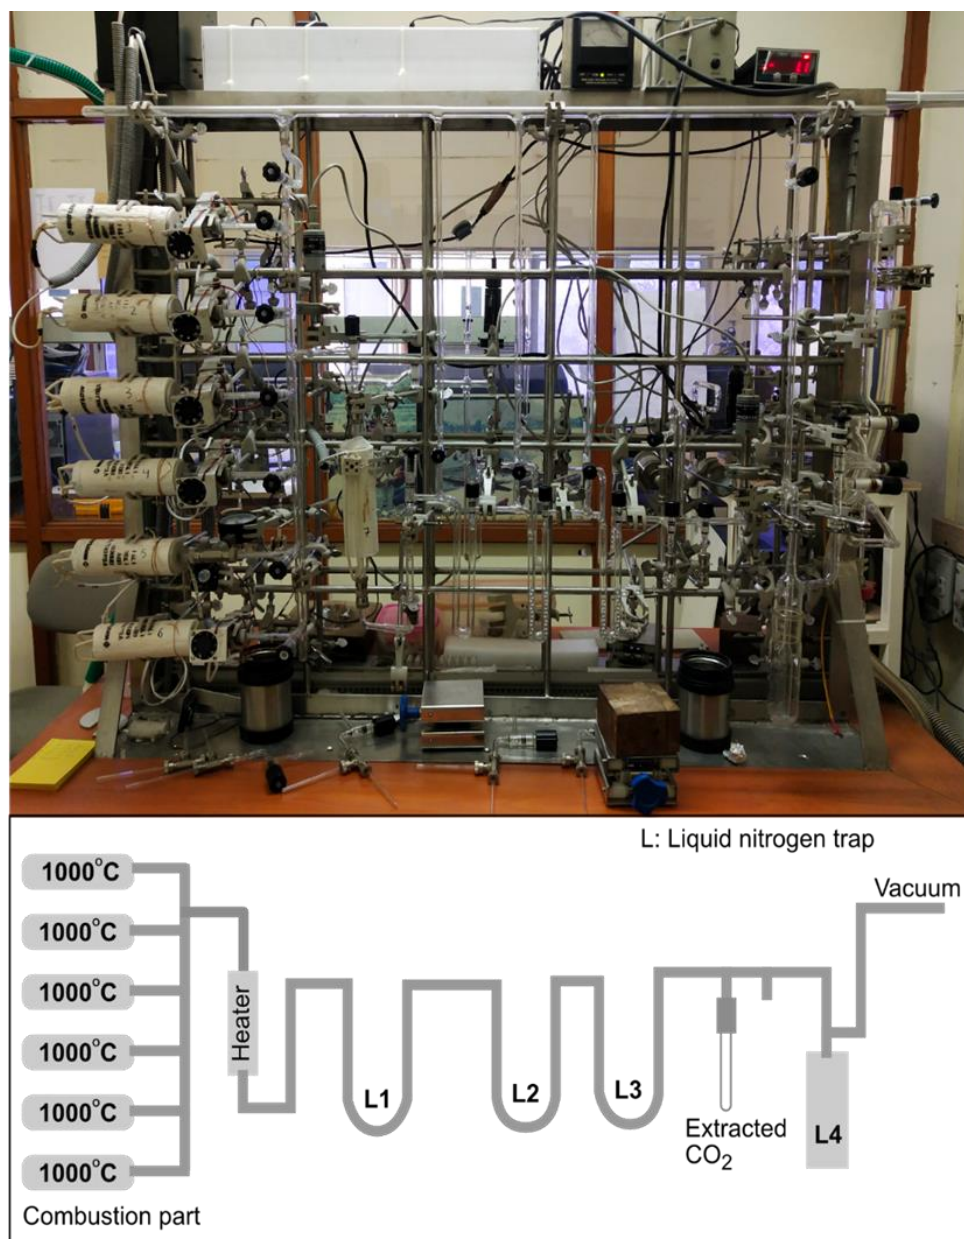 L: Liquid nitrogen trap
Vacuum
1000°C
1000°C
1000°C
1000°C
1000°C
1000°C
Heater
L1
L2
L3
L4
Extracted
CO₂
Combustion part